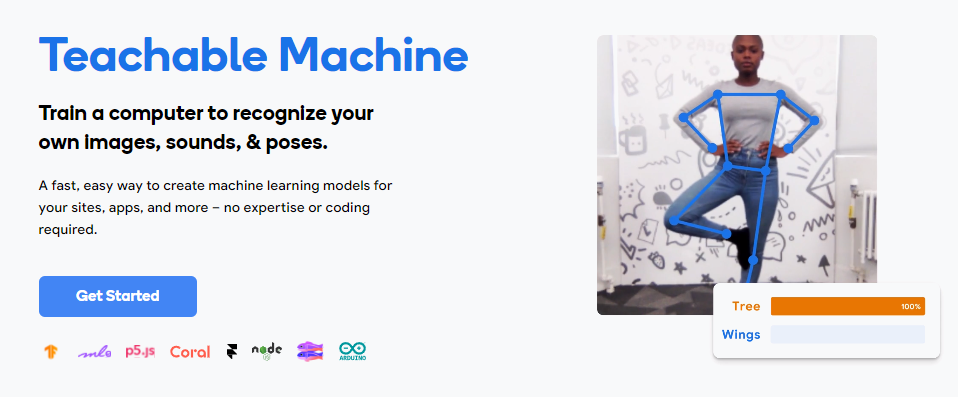 Teachable Machine
Train a computer to recognize your
own images, sounds, & poses.
A fast, easy way to create machine learning models for
your sites, apps, and more – no expertise or coding
required.
Get Started
p5.js Coral node JS ARDUINO
Tree 100%
Wings